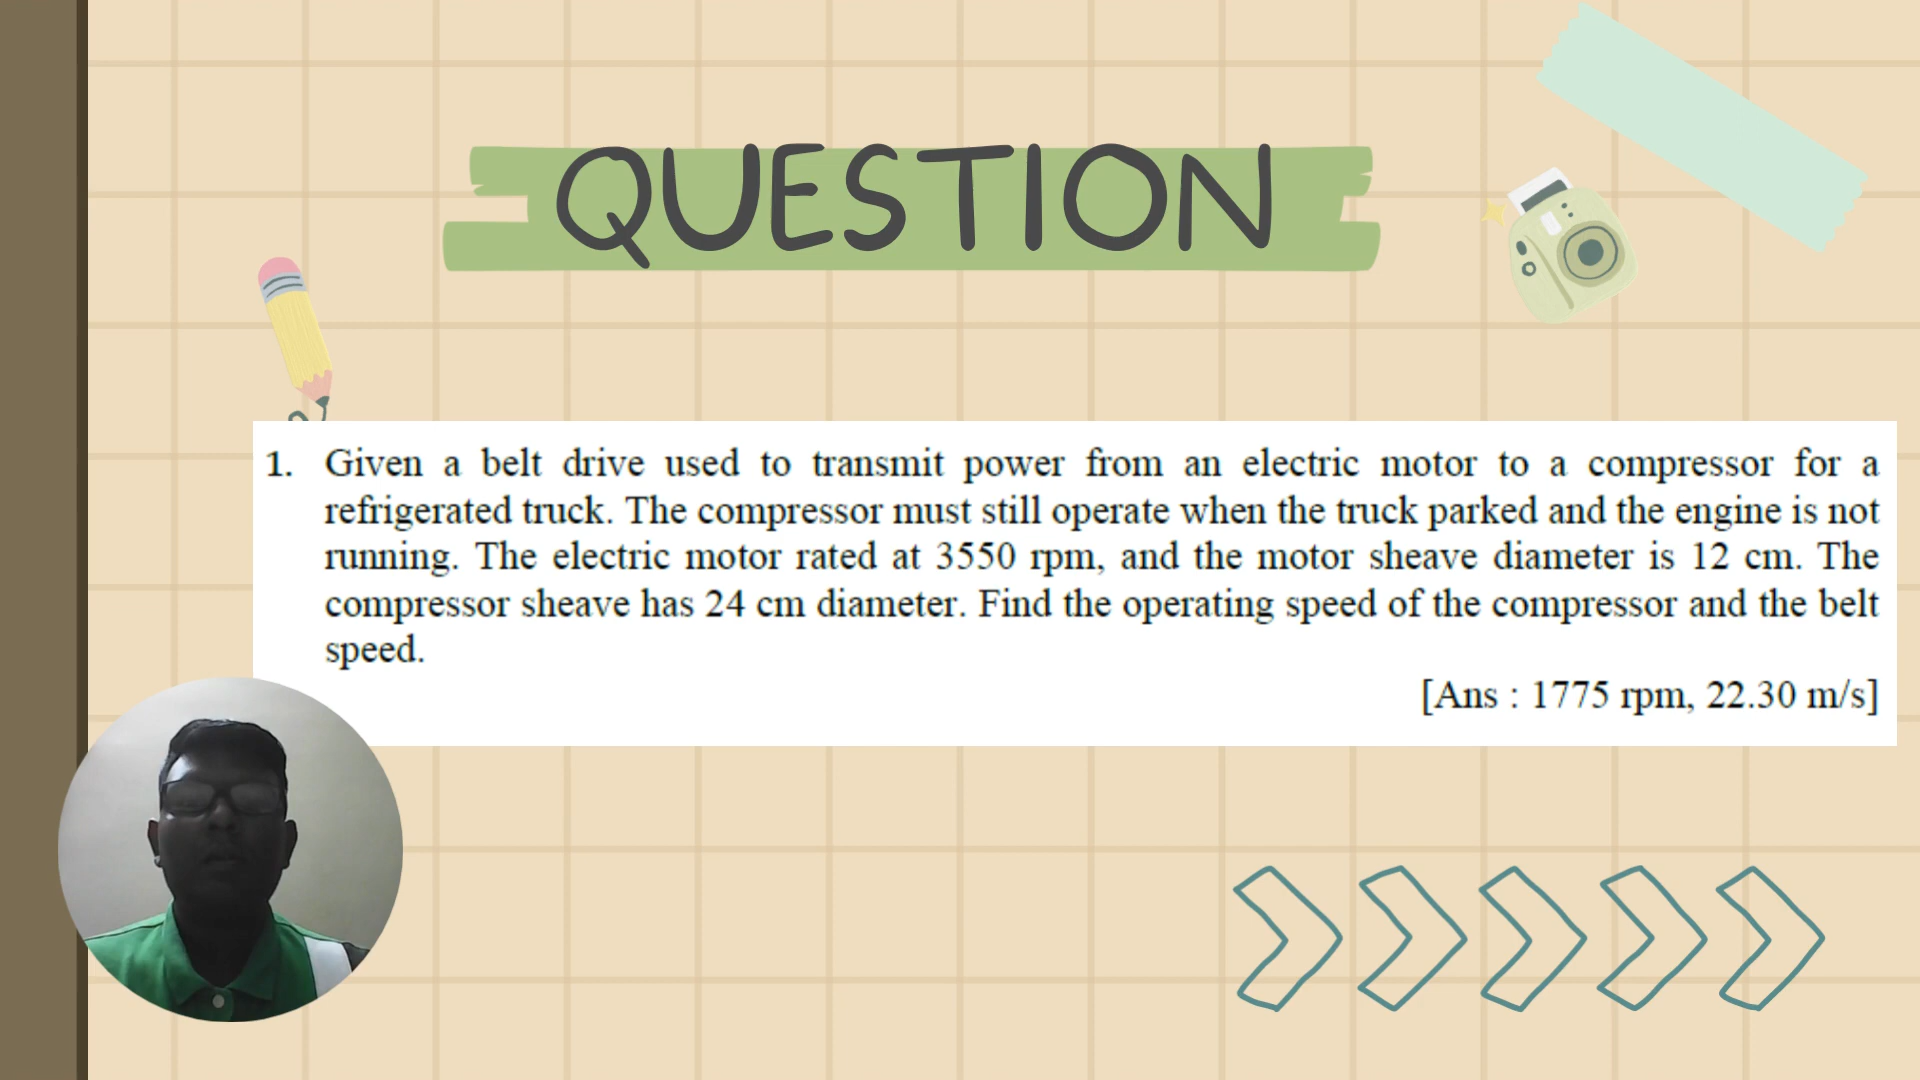 QUESTION
1. Given a belt drive used to transmit power from an electric motor to a compressor for a
refrigerated truck. The compressor must still operate when the truck parked and the engine is not
running. The electric motor rated at 3550 rpm, and the motor sheave diameter is 12 cm. The
compressor sheave has 24 cm diameter. Find the operating speed of the compressor and the belt
speed.
[Ans : 1775 rpm, 22.30 m/s]